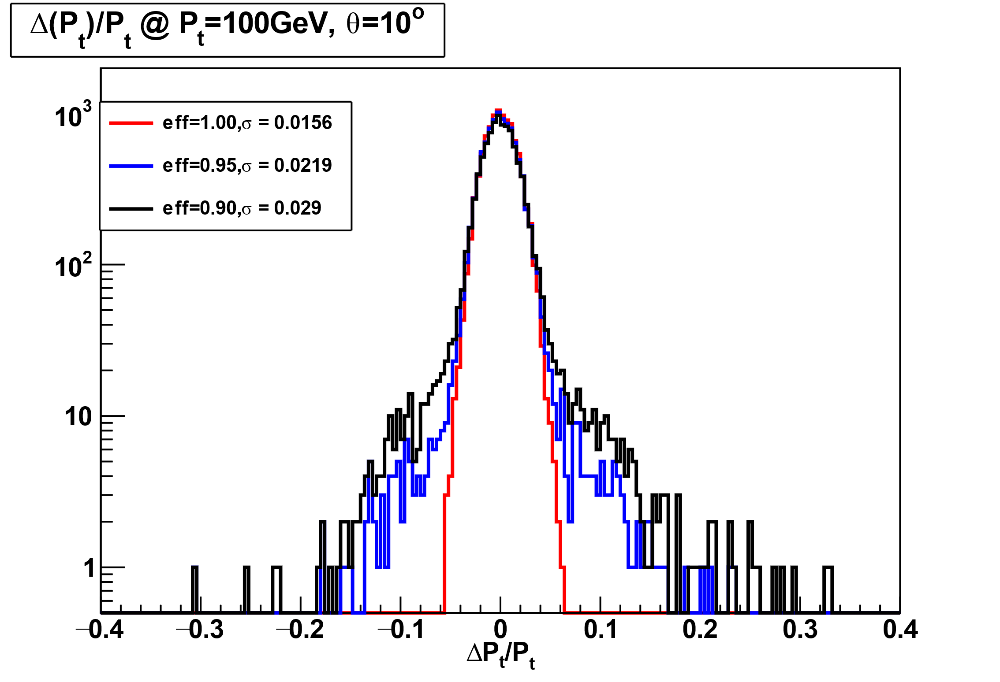 Δ(Pt)/Pt @ Pt=100GeV, θ=10°
10³
eff=1.00,σ = 0.0156
eff=0.95,σ = 0.0219
eff=0.90,σ = 0.029
10²
10
1
−0.4 −0.3 −0.2 −0.1 0 0.1 0.2 0.3 0.4
ΔPt/Pt